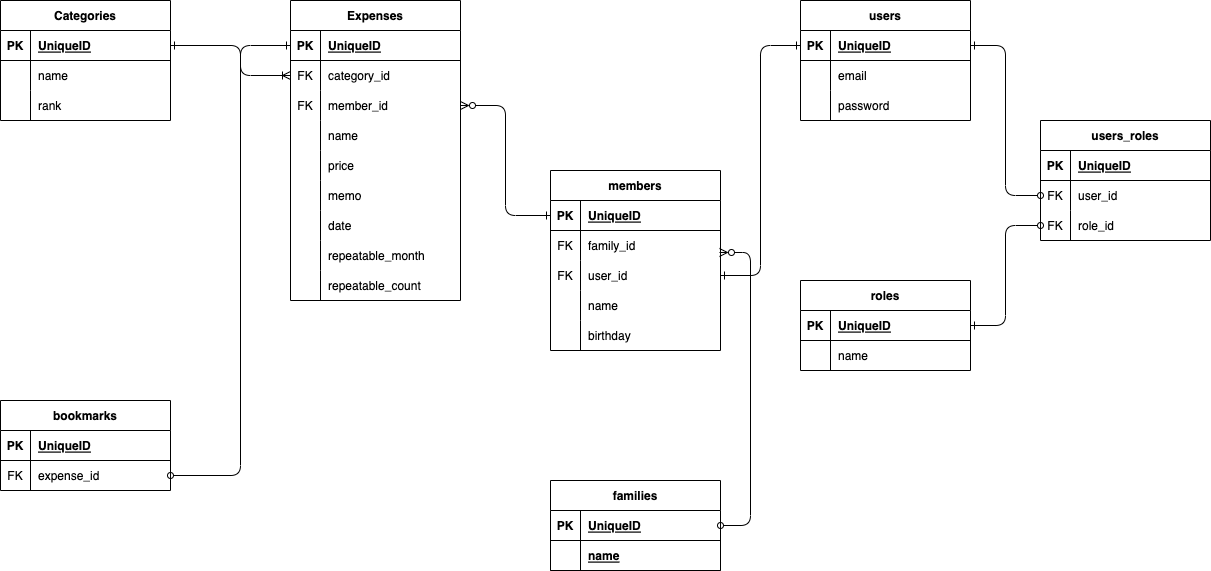 Categories
PK UniqueID
name
rank
Expenses
PK UniqueID
FK category_id
FK member_id
name
price
memo
date
repeatable_month
repeatable_count
users
PK UniqueID
email
password
users_roles
PK UniqueID
FK user_id
FK role_id
members
PK UniqueID
FK family_id
FK user_id
name
birthday
roles
PK UniqueID
name
bookmarks
PK UniqueID
FK expense_id
families
PK UniqueID
name